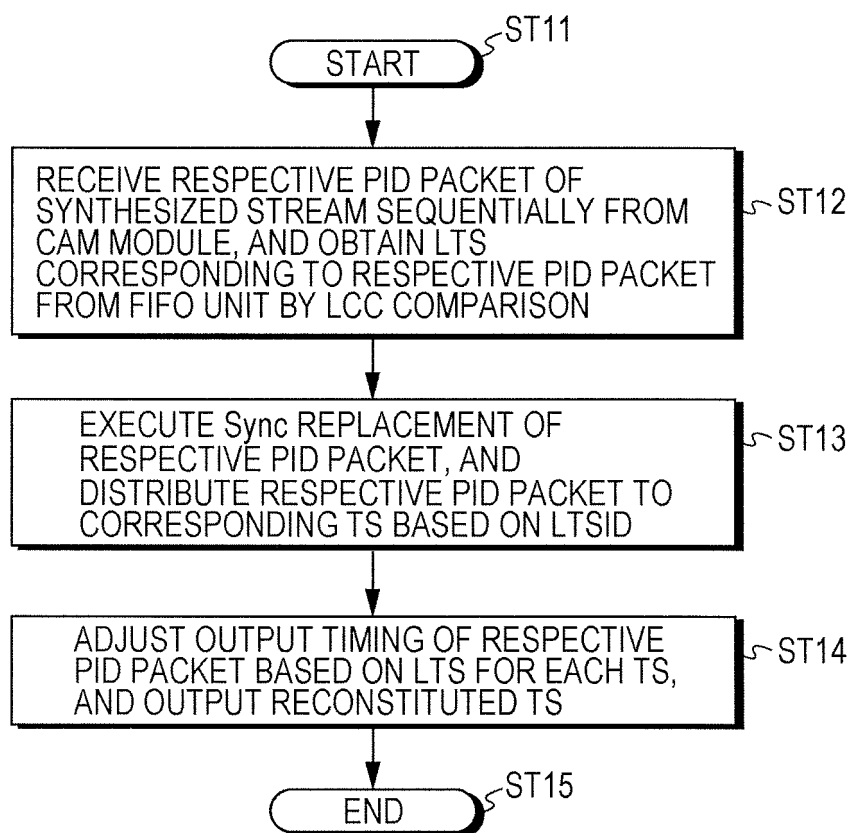 START
ST11
RECEIVE RESPECTIVE PID PACKET OF
SYNTHESIZED STREAM SEQUENTIALLY FROM
CAM MODULE, AND OBTAIN LTS
CORRESPONDING TO RESPECTIVE PID PACKET
FROM FIFO UNIT BY LCC COMPARISON
ST12
EXECUTE Sync REPLACEMENT OF
RESPECTIVE PID PACKET, AND
DISTRIBUTE RESPECTIVE PID PACKET TO
CORRESPONDING TS BASED ON LTSID
ST13
ADJUST OUTPUT TIMING OF RESPECTIVE
PID PACKET BASED ON LTS FOR EACH TS,
AND OUTPUT RECONSTITUTED TS
ST14
END
ST15